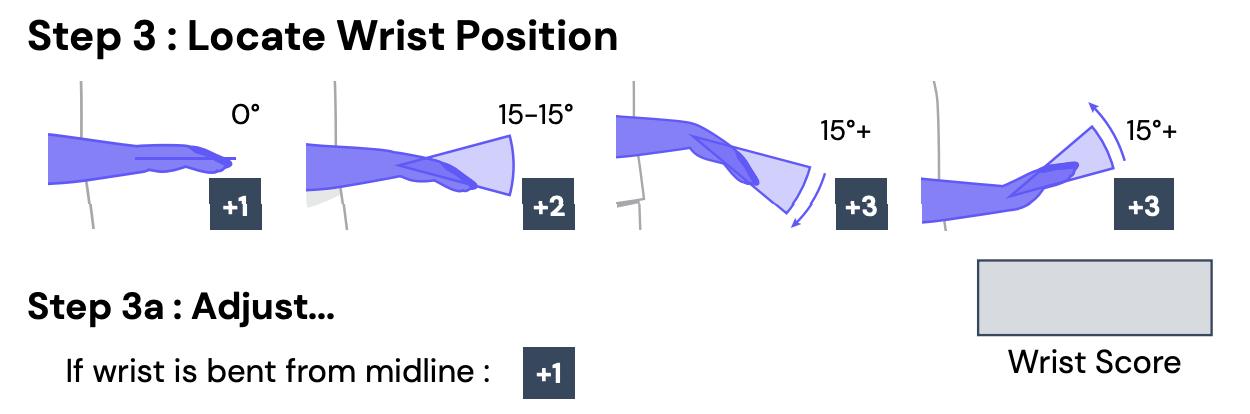 Step 3 : Locate Wrist Position
0°
15-15°
15°+
15°+
+1
+2
+3
+3
Step 3a : Adjust...
If wrist is bent from midline :
+1
Wrist Score